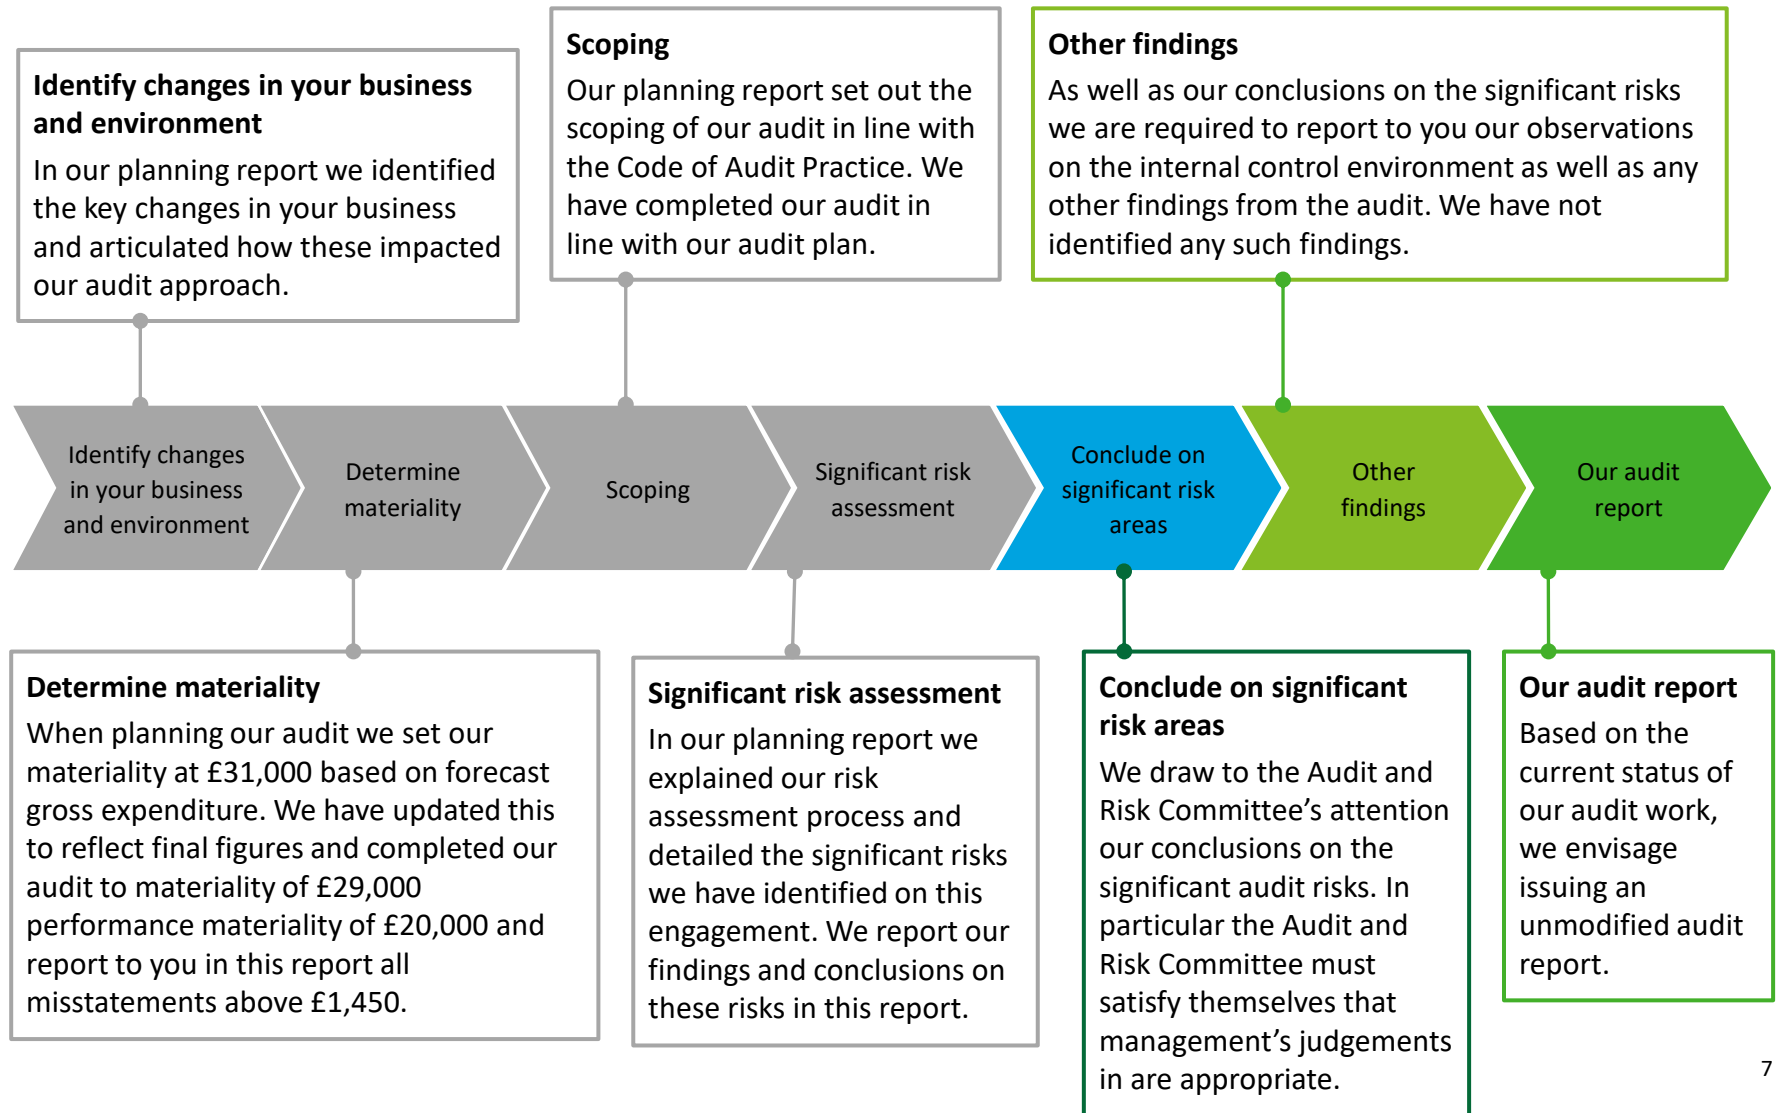 Identify changes in your business
and environment
In our planning report we identified
the key changes in your business
and articulated how these impacted
our audit approach.
Scoping
Our planning report set out the
scoping of our audit in line with
the Code of Audit Practice. We
have completed our audit in
line with our audit plan.
Other findings
As well as our conclusions on the significant risks
we are required to report to you our observations
on the internal control environment as well as any
other findings from the audit. We have not
identified any such findings.
Identify changes
in your business
and environment
Determine
materiality
Scoping
Significant risk
assessment
Conclude on
significant risk
areas
Other
findings
Our audit
report
Determine materiality
When planning our audit we set our
materiality at £31,000 based on forecast
gross expenditure. We have updated this
to reflect final figures and completed our
audit to materiality of £29,000
performance materiality of £20,000 and
report to you in this report all
misstatements above £1,450.
Significant risk assessment
In our planning report we
explained our risk
assessment process and
detailed the significant risks
we have identified on this
engagement. We report our
findings and conclusions on
these risks in this report.
Conclude on significant
risk areas
We draw to the Audit and
Risk Committee’s attention
our conclusions on the
significant audit risks. In
particular the Audit and
Risk Committee must
satisfy themselves that
management’s judgements
in are appropriate.
Our audit report
Based on the
current status of
our audit work,
we envisage
issuing an
unmodified audit
report.
7